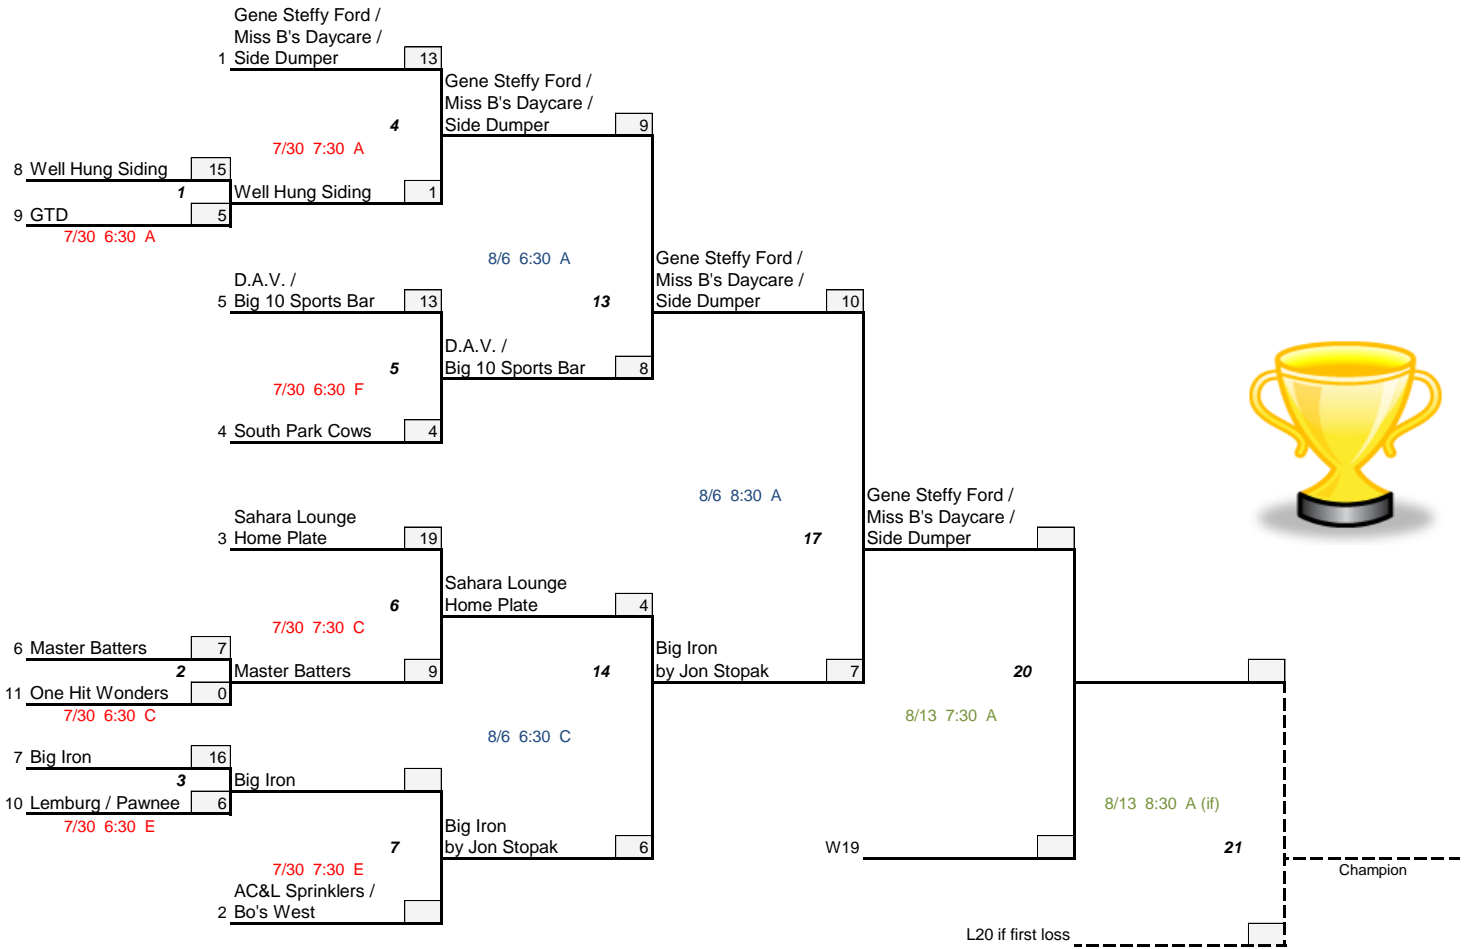 Gene Steffy Ford /
Miss B's Daycare /
1 Side Dumper 13
Gene Steffy Ford /
Miss B's Daycare /
Side Dumper 9
4
7/30 7:30 A
8 Well Hung Siding 15
1
Well Hung Siding 1
9 GTD 5
7/30 6:30 A
8/6 6:30 A
Gene Steffy Ford /
Miss B's Daycare /
Side Dumper 10
D.A.V. /
5 Big 10 Sports Bar 13
13
D.A.V. /
Big 10 Sports Bar 8
5
7/30 6:30 F
4 South Park Cows 4
8/6 8:30 A
Gene Steffy Ford /
Miss B's Daycare /
Side Dumper
17
Sahara Lounge
3 Home Plate 19
Sahara Lounge
Home Plate 4
6
7/30 7:30 C
6 Master Batters 7
2
Master Batters 9
11 One Hit Wonders 0
7/30 6:30 C
14
Big Iron
by Jon Stopak 7
20
8/13 7:30 A
8/6 6:30 C
7 Big Iron 16
3
Big Iron
10 Lemburg / Pawnee 6
7/30 6:30 E
8/13 8:30 A (if)
Big Iron
by Jon Stopak 6
7
7/30 7:30 E
W19
21
Champion
AC&L Sprinklers /
2 Bo's West
L20 if first loss